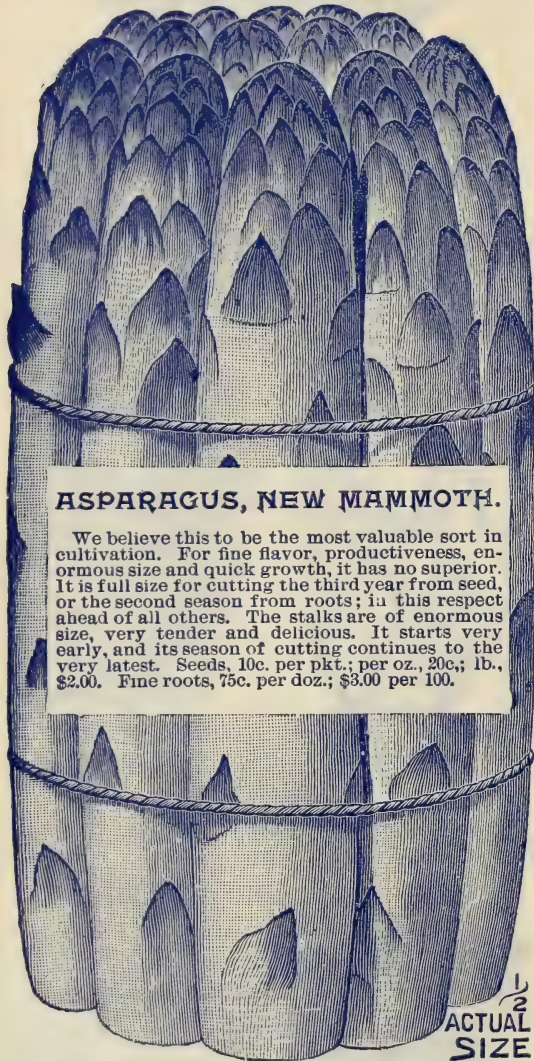 ASPARAGUS, NEW MAMMOTH.
We believe this to be the most valuable sort in
cultivation. For fine flavor, productiveness, en-
ormous size and quick growth, it has no superior.
It is full size for cutting the third year from seed,
or the second season from roots; in this respect
ahead of all others. The stalks are of enormous
size, very tender and delicious. It starts very
early, and its season of cutting continues to the
very latest. Seeds, 10c. per pkt.; per oz., 20c,; lb.,
$2.00. Fine roots, 75c. per doz.; $3.00 per 100.
1/2
ACTUAL
SIZE